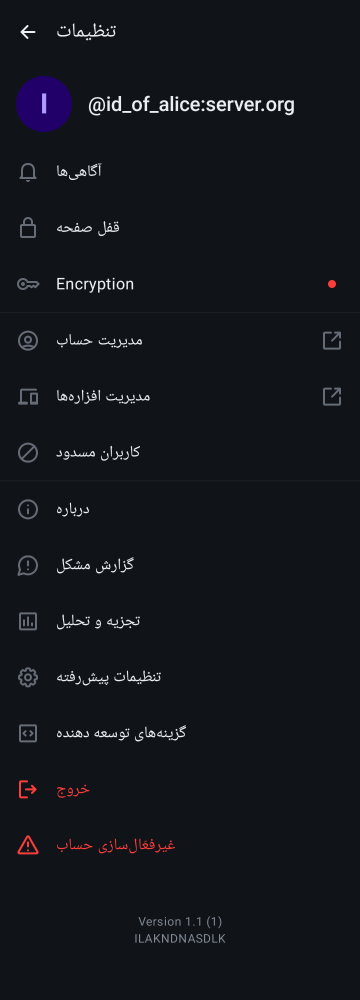 تنظیمات
I
@id_of_alice:server.org
آگاهی‌ها
قفل صفحه
Encryption
مدیریت حساب
مدیریت افزاره‌ها
کاربران مسدود
درباره
گزارش مشکل
تجزیه و تحلیل
تنظیمات پیش‌رفته
گزینه‌های توسعه دهنده
خروج
غیرفغال‌سازی حساب
Version 1.1 (1)
ILAKNDNASDLK